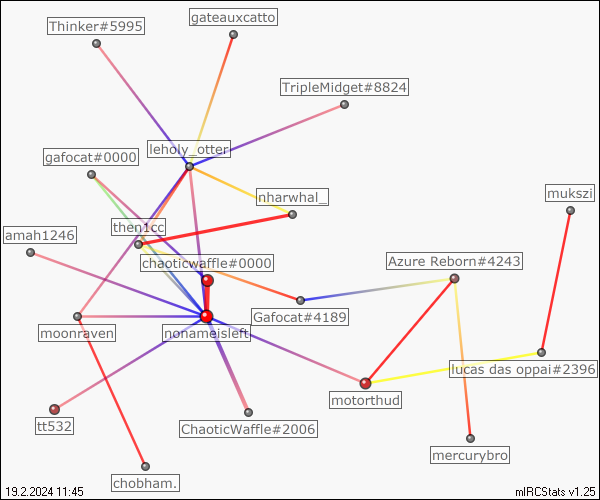 Thinker#5995
gateauxcatto
TripleMidget#8824
leholy_otter
gafocat#0000
nharwhal_
mukszi
then1cc
amah1246
chaoticwaffle#0000
Azure Reborn#4243
Gafocat#4189
moonraven
nonameisleft
lucas das oppai#2396
motorthud
tt532
ChaoticWaffle#2006
mercurybro
chobham.
19.2.2024 11:45
mIRCStats v1.25